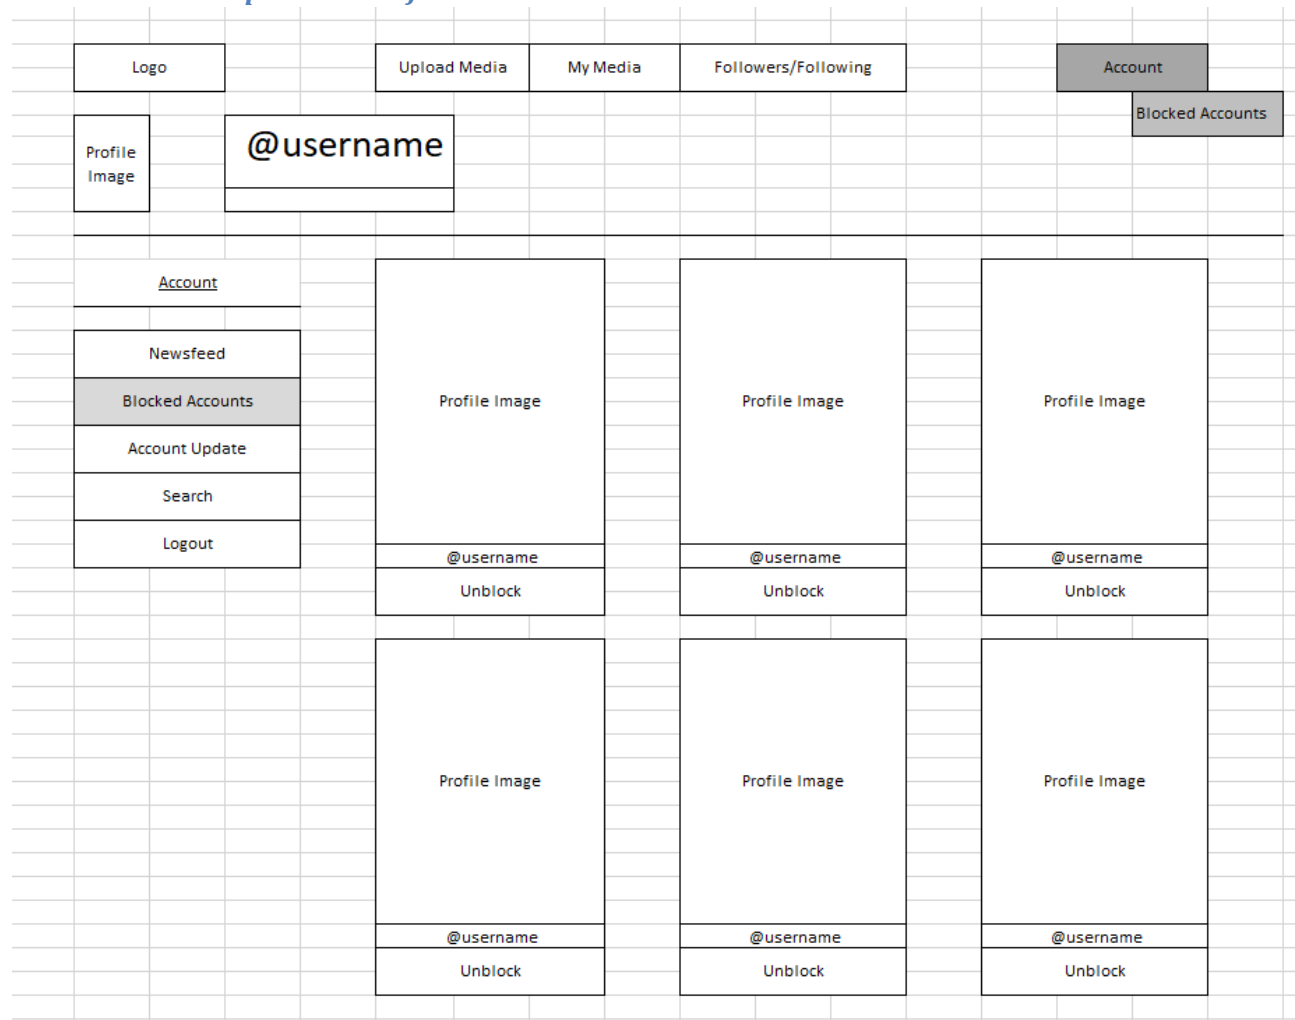 Logo
Upload Media
My Media
Followers/Following
Account
Blocked Accounts
Profile
Image
@username
Account
Newsfeed
Blocked Accounts
Account Update
Search
Logout
Profile Image
Profile Image
Profile Image
@username
@username
@username
Unblock
Unblock
Unblock
Profile Image
Profile Image
Profile Image
@username
@username
@username
Unblock
Unblock
Unblock